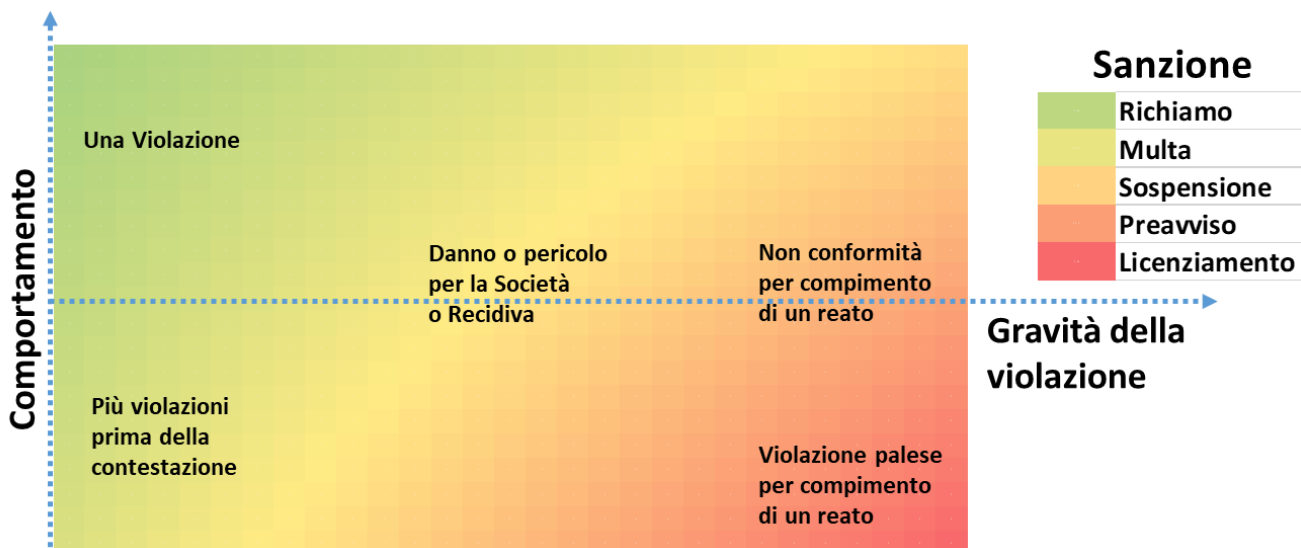 Comportamento
Una Violazione
Danno o pericolo
per la Società
o Recidiva
Non conformità
per compimento
di un reato
Più violazioni
prima della
contestazione
Violazione palese
per compimento
di un reato
Gravità della
violazione
Sanzione
Richiamo
Multa
Sospensione
Preavviso
Licenziamento